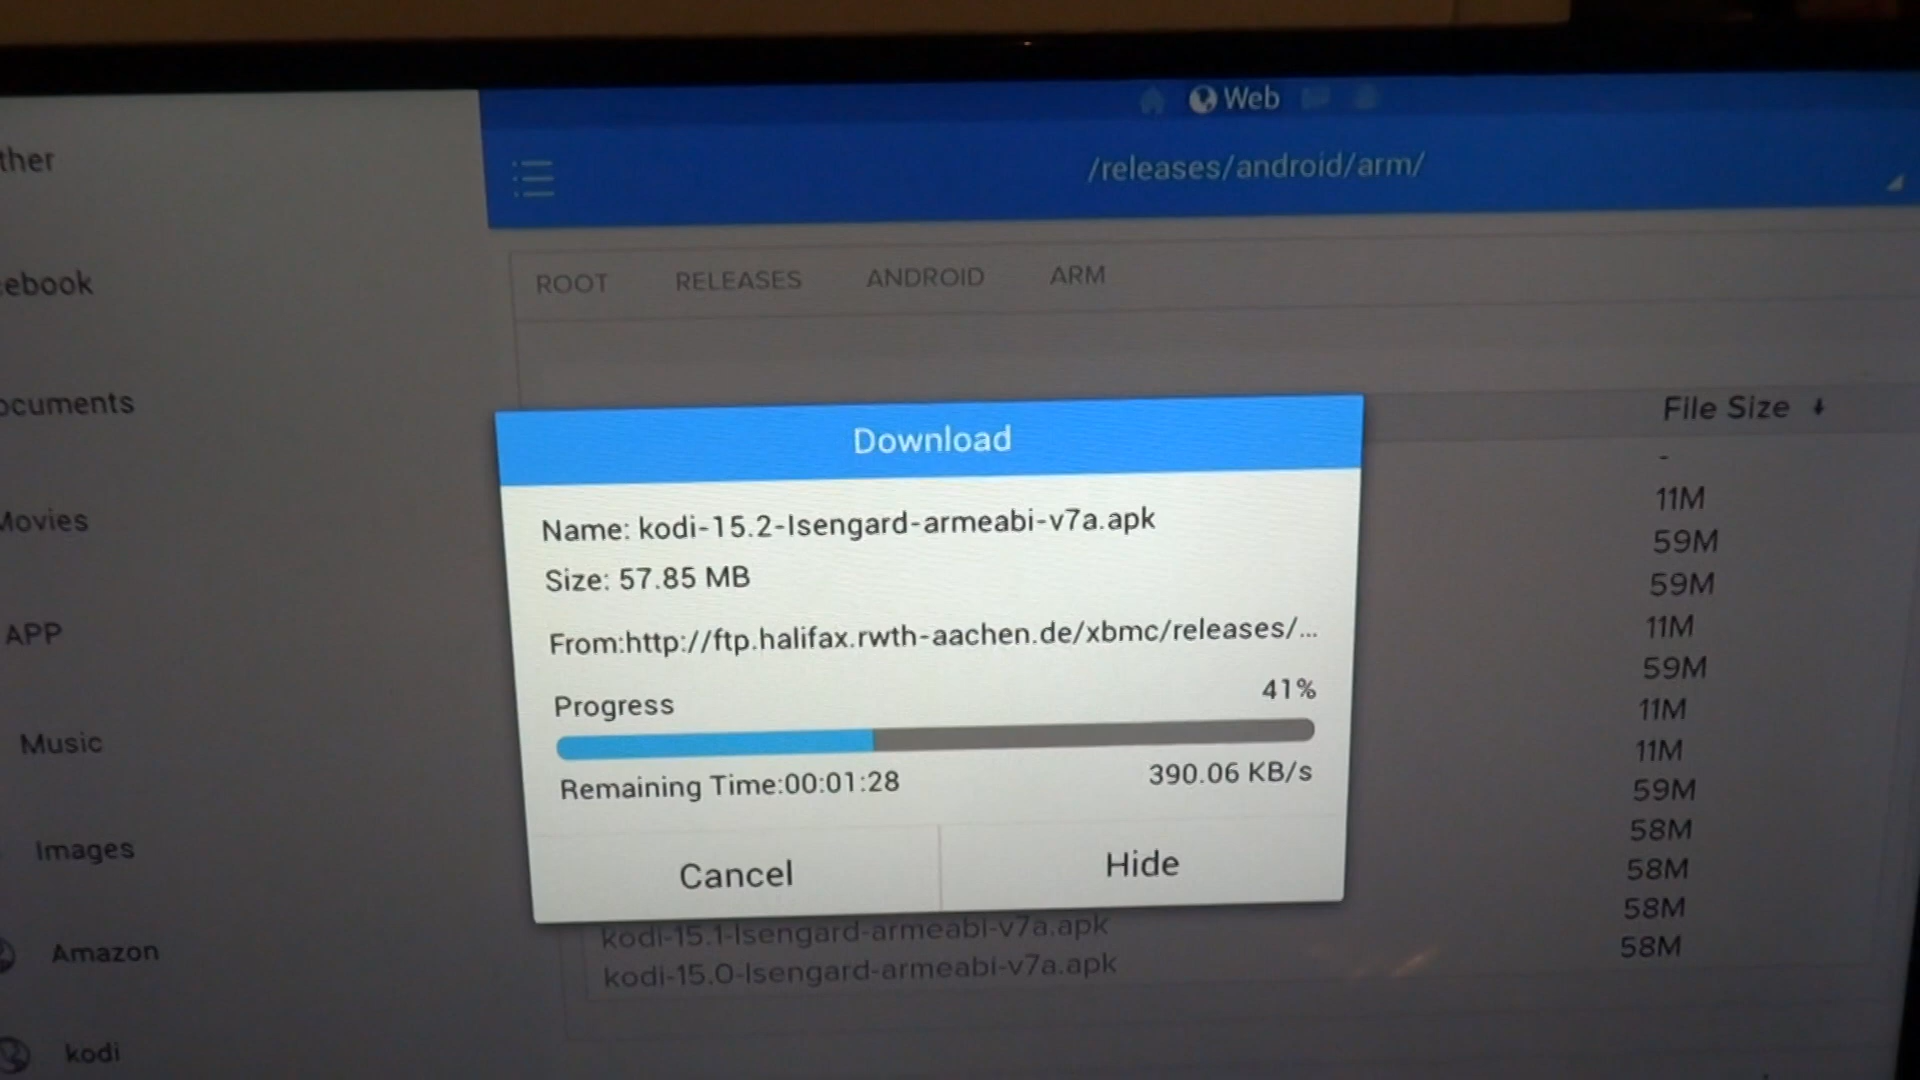 Web
/releases/android/arm/
ther
ebook
ocuments
Movies
APP
Music
Images
Amazon
kodi
ROOT RELEASES ANDROID ARM
File Size
-
11M
59M
59M
11M
59M
11M
11M
59M
58M
58M
58M
58M
Download
Name: kodi-15.2-Isengard-armeabi-v7a.apk
Size: 57.85 MB
From:http://ftp.halifax.rwth-aachen.de/xbmc/releases/...
Progress 41%
Remaining Time:00:01:28 390.06 KB/s
Cancel Hide
kodi-15.1-Isengard-armeabi-v7a.apk
kodi-15.0-Isengard-armeabi-v7a.apk